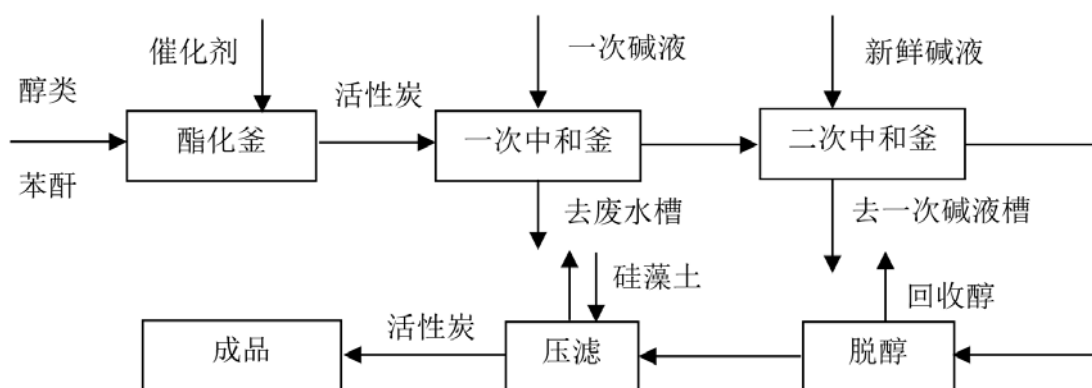 催化剂
一次碱液
新鲜碱液
醇类
活性炭
酯化釜
一次中和釜
二次中和釜
苯酐
去废水槽
去一次碱液槽
硅藻土
回收醇
活性炭
成品
压滤
脱醇